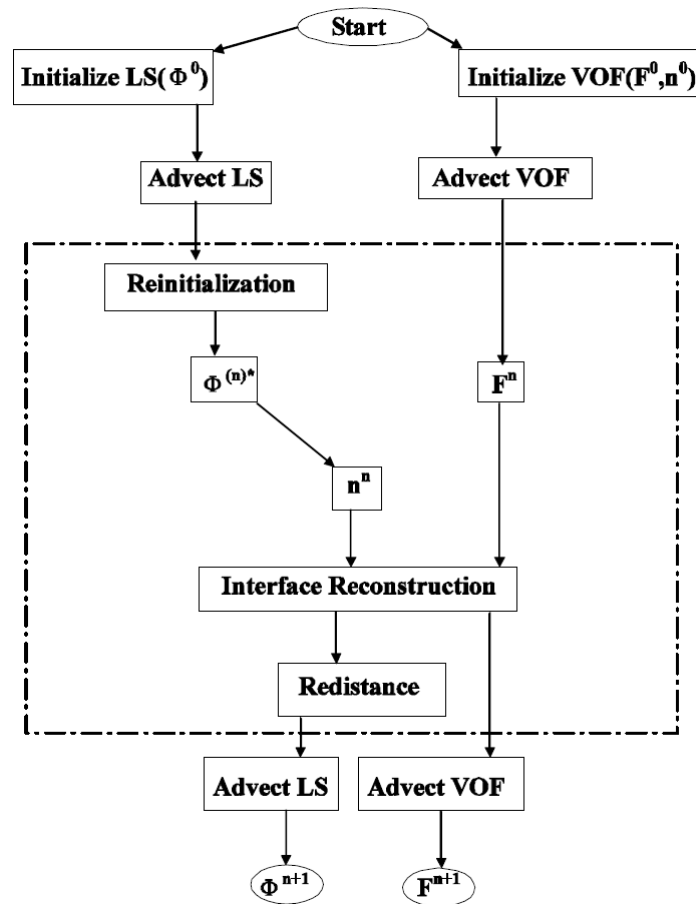 Start
Initialize LS(Φ⁰)
Initialize VOF(F⁰,n⁰)
Advect LS
Advect VOF
Reinitialization
Φ⁽ⁿ⁾*
Fⁿ
nⁿ
Interface Reconstruction
Redistance
Advect LS
Advect VOF
Φⁿ⁺¹
Fⁿ⁺¹